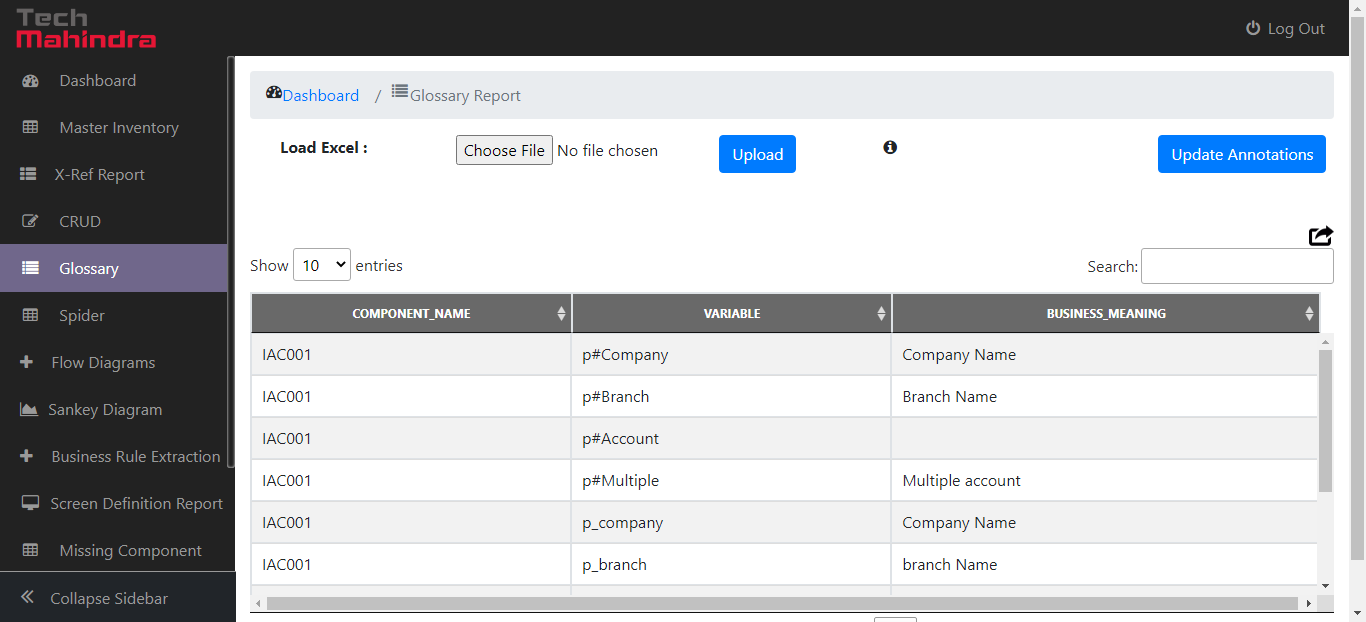 Tech
Mahindra
Log Out
Dashboard
Master Inventory
X-Ref Report
CRUD
Glossary
Spider
Flow Diagrams
Sankey Diagram
Business Rule Extraction
Screen Definition Report
Missing Component
Collapse Sidebar
Dashboard / Glossary Report
Load Excel : Choose File No file chosen Upload Update Annotations
Show 10 entries Search:
COMPONENT_NAME VARIABLE BUSINESS_MEANING
IAC001 p#Company Company Name
IAC001 p#Branch Branch Name
IAC001 p#Account
IAC001 p#Multiple Multiple account
IAC001 p_company Company Name
IAC001 p_branch branch Name